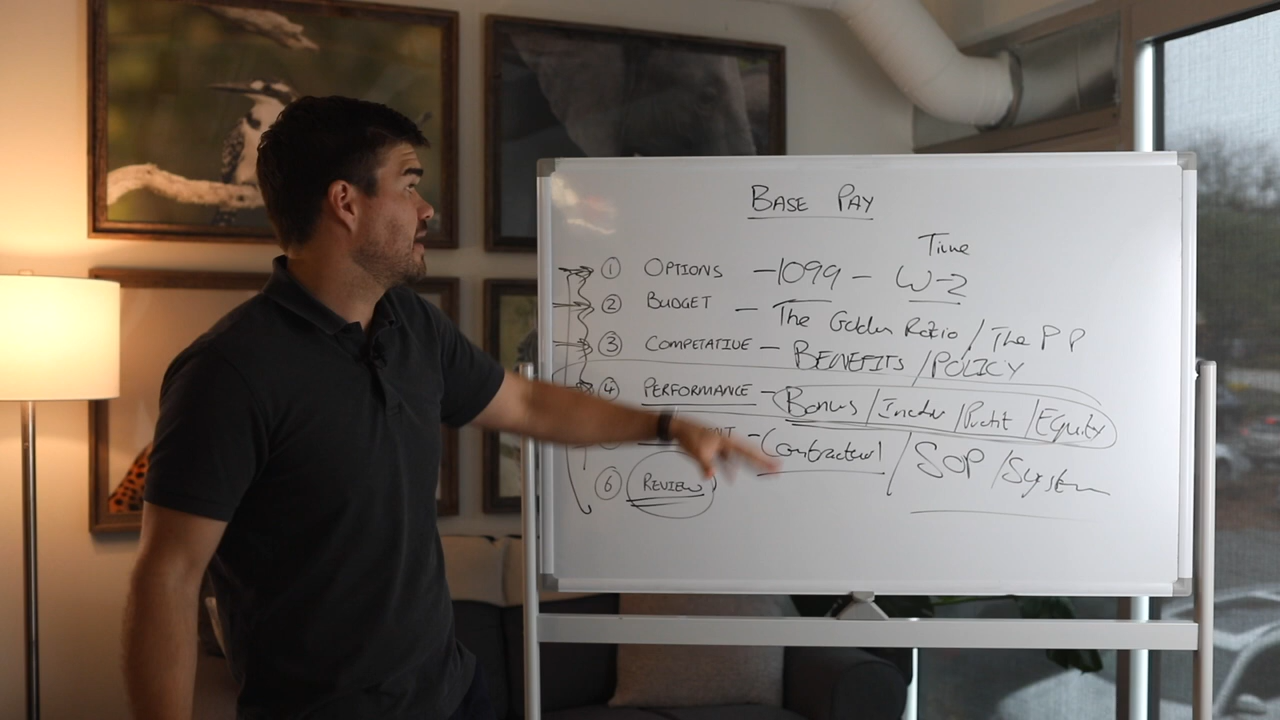 BASE PAY
Time
① OPTIONS — 1099 — W-2
② BUDGET — The Golden Ratio / The P P
③ COMPETATIVE — BENEFITS / POLICY
④ PERFORMANCE — Bonus / / Profit / Equity
— Contractual / SOP / System
⑥ REVIEW